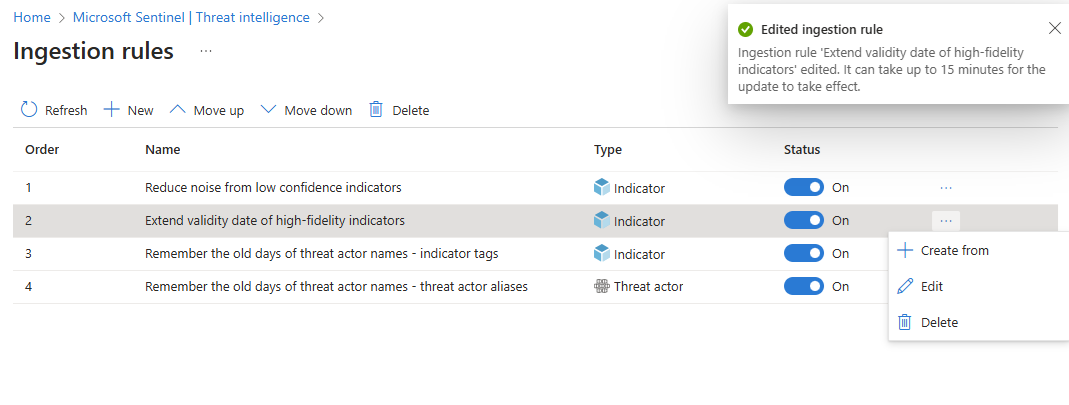 Home > Microsoft Sentinel | Threat intelligence >
Ingestion rules ...
Edited ingestion rule
Ingestion rule 'Extend validity date of high-fidelity
indicators' edited. It can take up to 15 minutes for the
update to take effect.
Refresh New Move up Move down Delete
Order Name Type Status
1 Reduce noise from low confidence indicators Indicator On ...
2 Extend validity date of high-fidelity indicators Indicator On ...
3 Remember the old days of threat actor names - indicator tags Indicator On
4 Remember the old days of threat actor names - threat actor aliases Threat actor On
Create from
Edit
Delete